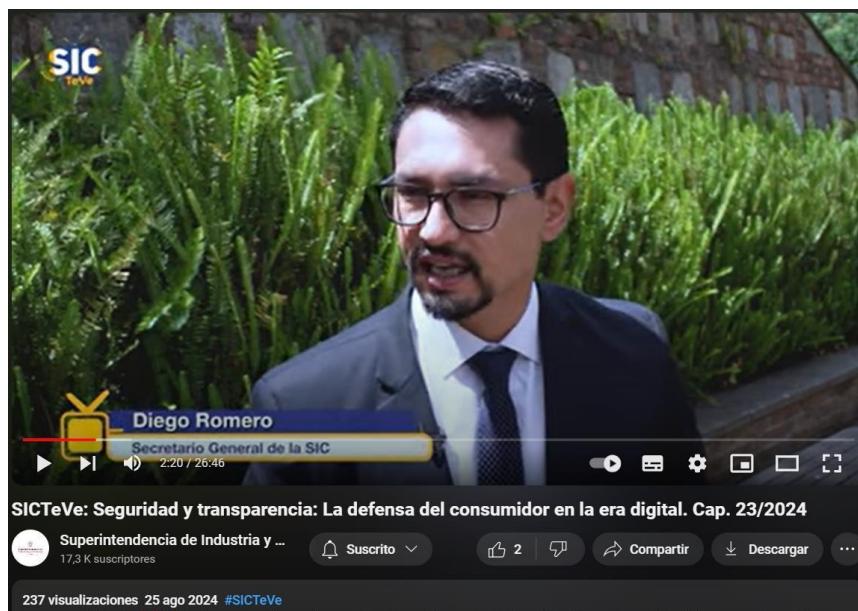 SIC
TeVe
Diego Romero
Secretario General de la SIC
2:20 / 26:46
SICTeVe: Seguridad y transparencia: La defensa del consumidor en la era digital. Cap. 23/2024
Superintendencia de Industria y ...
17,3 K suscriptores
Suscrito
2
Compartir
Descargar
237 visualizaciones 25 ago 2024 #SICTeVe